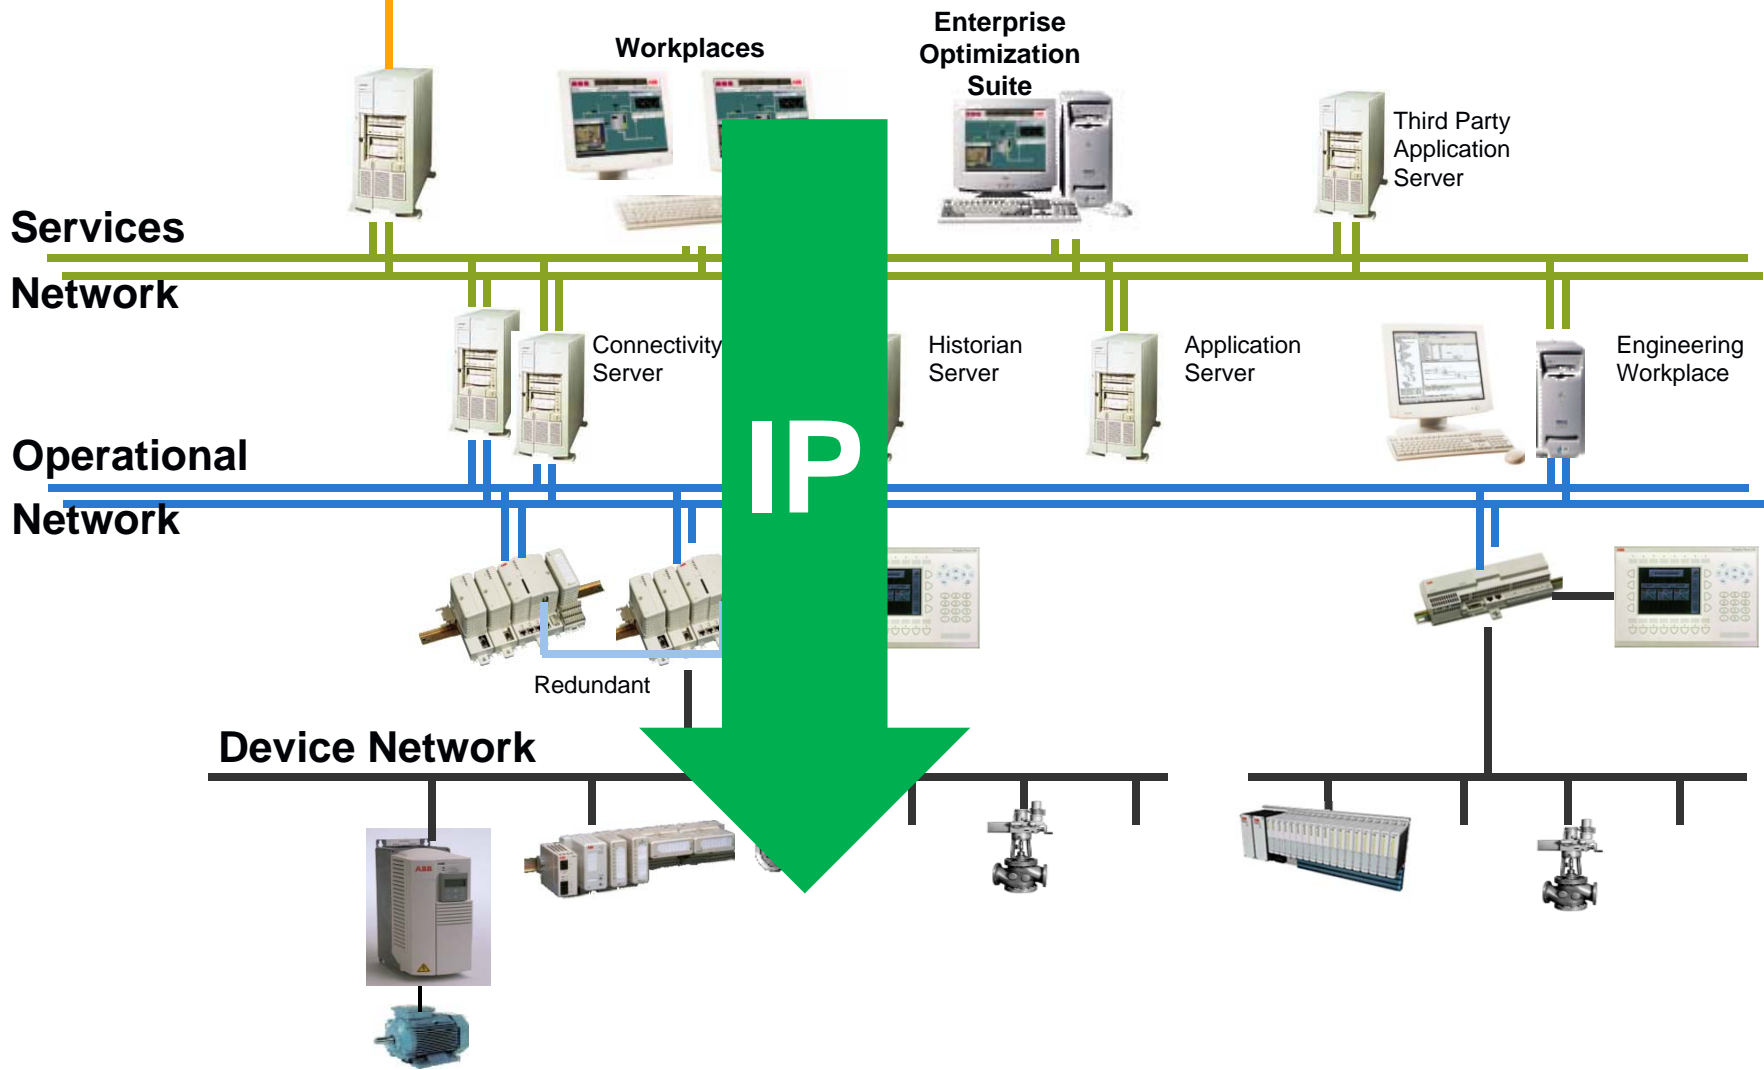 Workplaces
Enterprise
Optimization
Suite
Third Party
Application
Server
Services
Network
Connectivity
Server
Historian
Server
Application
Server
Engineering
Workplace
IP
Operational
Network
Redundant
Device Network
ABB